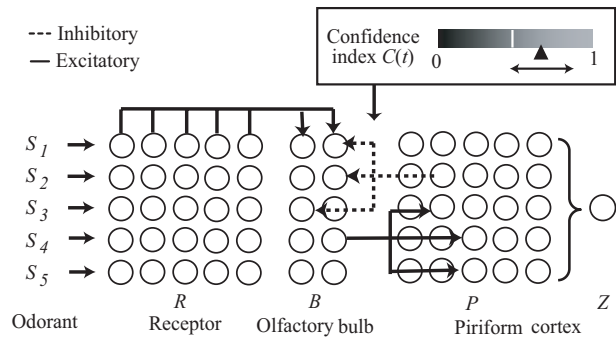 Inhibitory
Excitatory
Confidence
index C(t)
0
1
S1
S2
S3
S4
S5
R
B
P
Z
Odorant
Receptor
Olfactory bulb
Piriform cortex